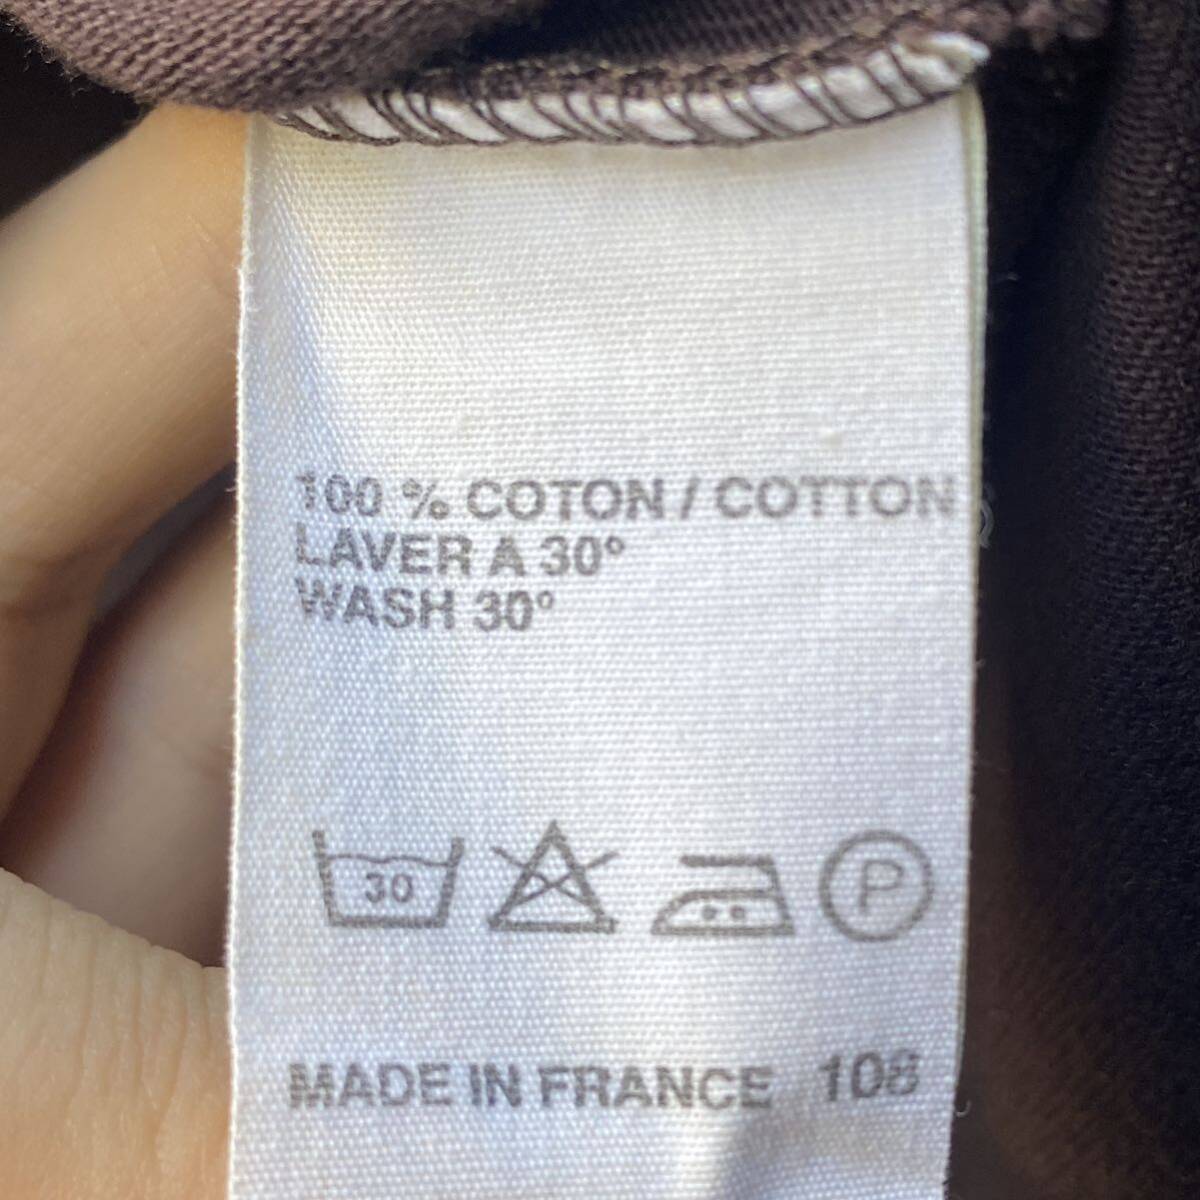 100 % COTON / COTTON
LAVER A 30°
WASH 30°
30 P
MADE IN FRANCE 108